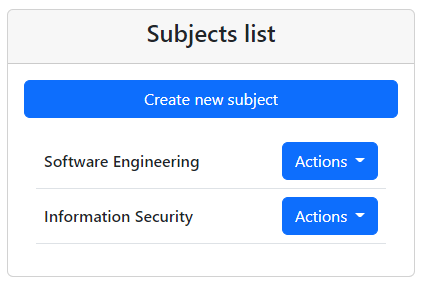 Subjects list
Create new subject
Software Engineering Actions
Information Security Actions